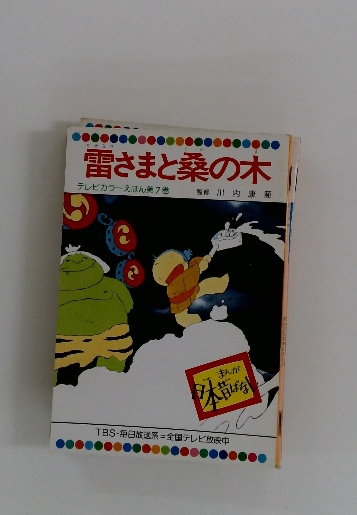 雷さまと桑の木
テレビカラーえほん第7巻 監修 川内康範
まんが
日本昔ばなし
TBS・毎日放送系=全国テレビ放映中